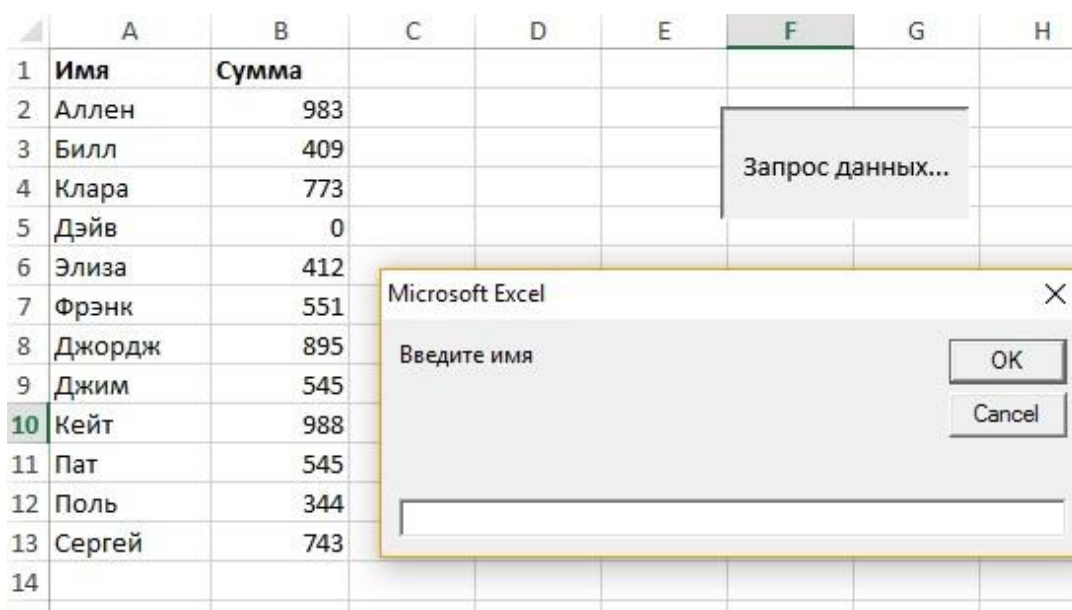 A B C D E F G H
1 Имя Сумма
2 Аллен 983
3 Билл 409
4 Клара 773
5 Дэйв 0
6 Элиза 412
7 Фрэнк 551
8 Джордж 895
9 Джим 545
10 Кейт 988
11 Пат 545
12 Поль 344
13 Сергей 743
14
Запрос данных...
Microsoft Excel
Введите имя
OK
Cancel